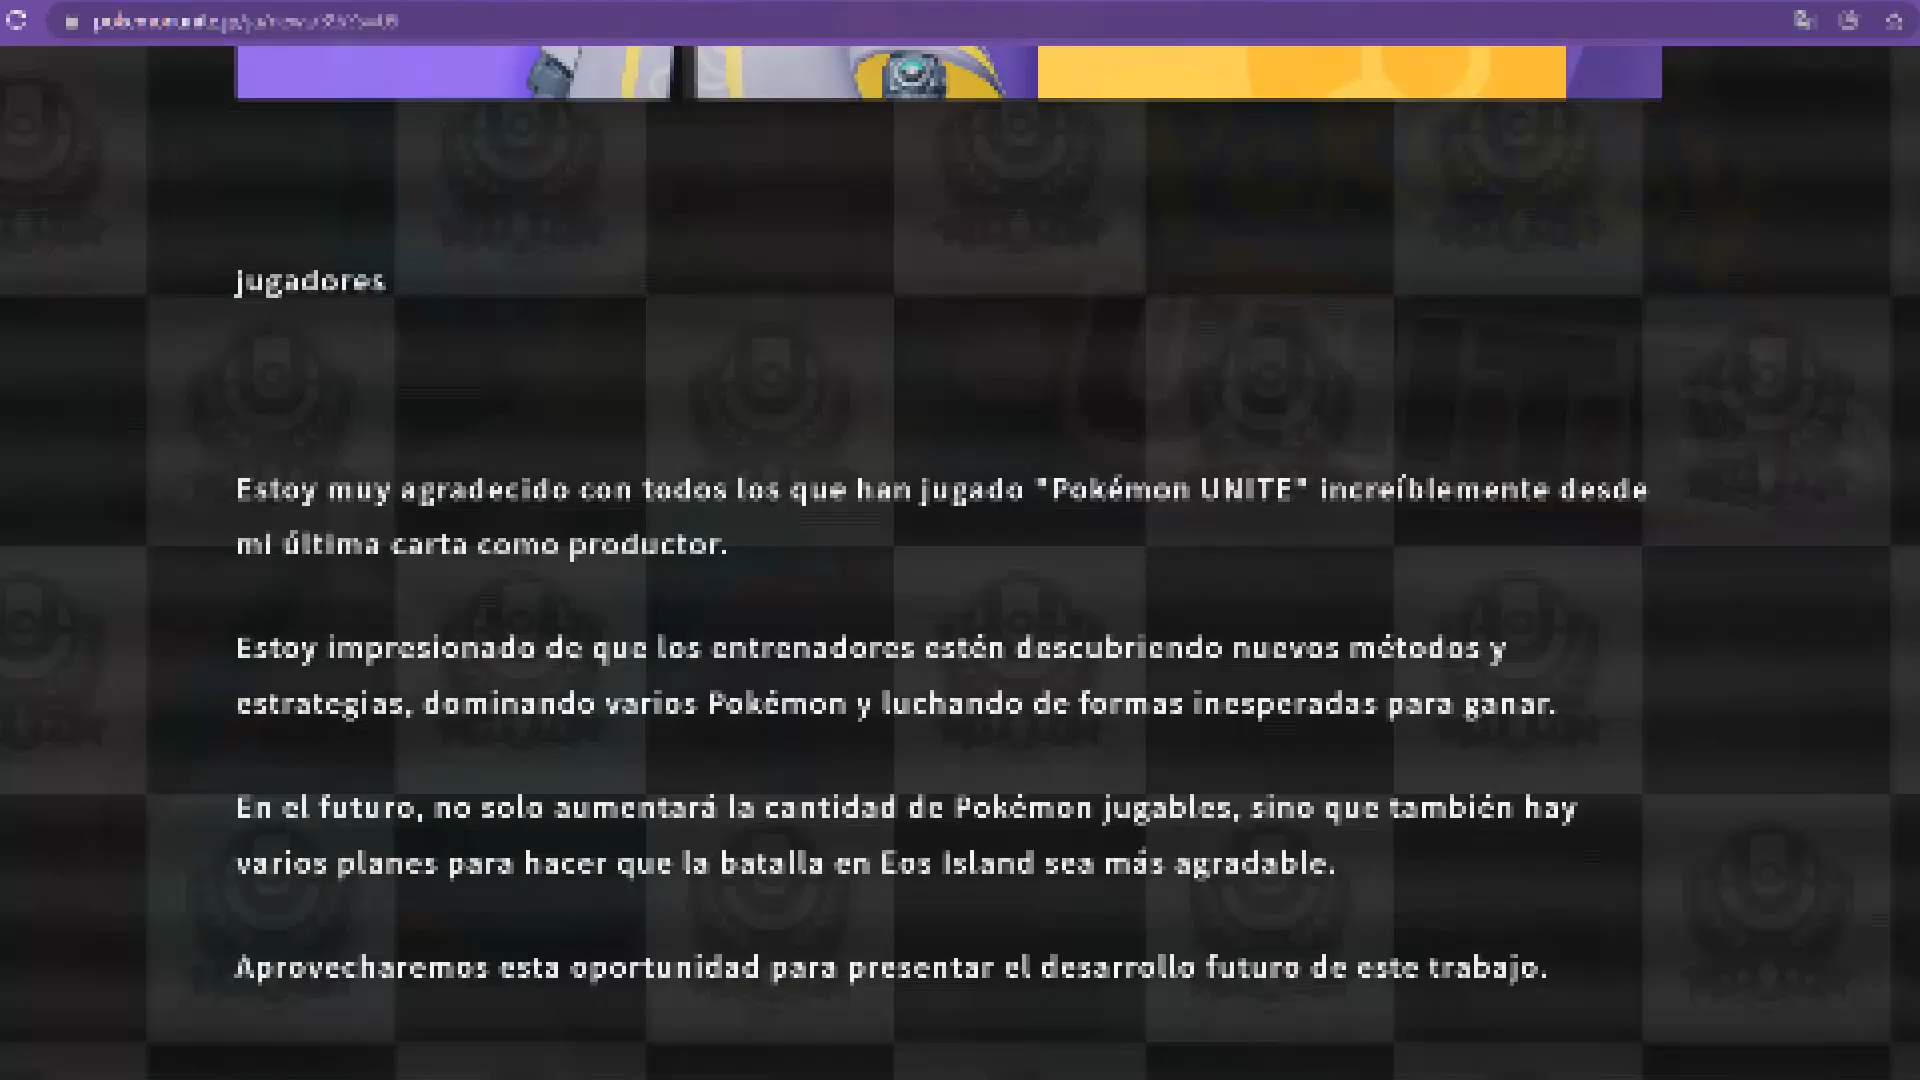 jugadores
Estoy muy agradecido con todos los que han jugado "Pokémon UNITE" increíblemente desde
mi última carta como productor.
Estoy impresionado de que los entrenadores estén descubriendo nuevos métodos y
estrategias, dominando varios Pokémon y luchando de formas inesperadas para ganar.
En el futuro, no solo aumentará la cantidad de Pokémon jugables, sino que también hay
varios planes para hacer que la batalla en Eos Island sea más agradable.
Aprovecharemos esta oportunidad para presentar el desarrollo futuro de este trabajo.